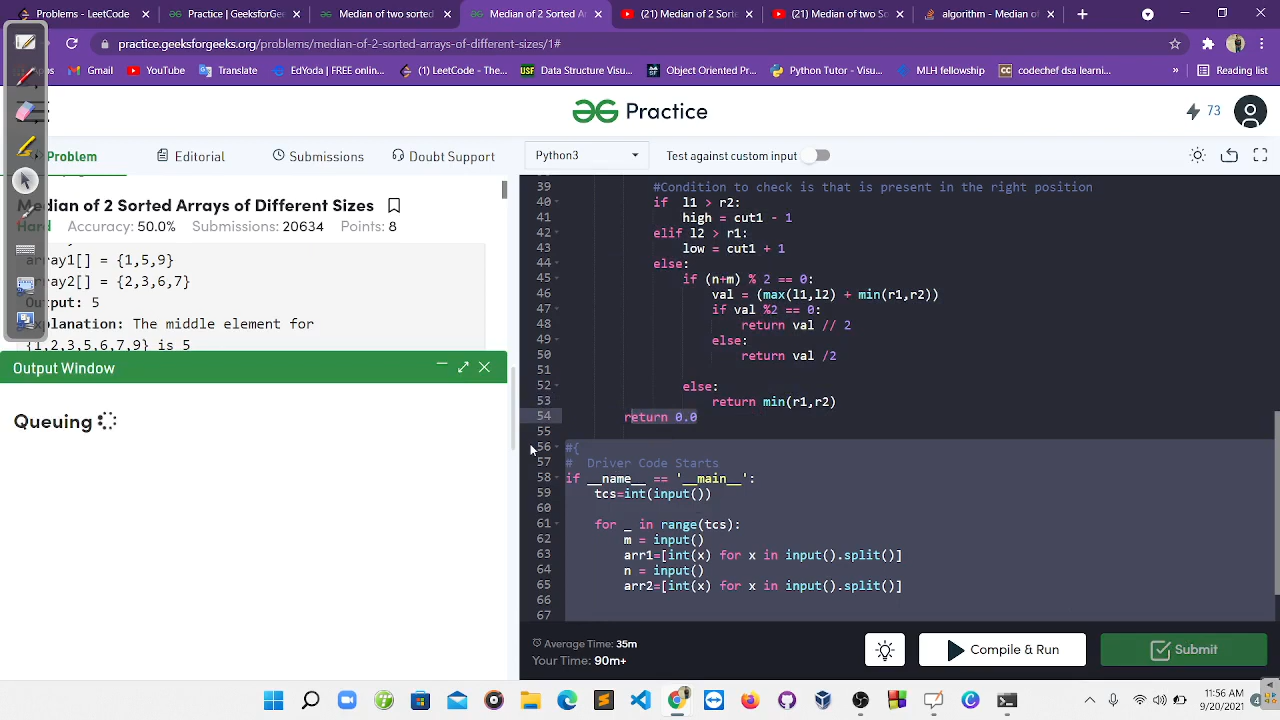 Problems - LeetCode
Practice | GeeksforGee
Median of two sorted
Median of 2 Sorted A
(21) Median of 2 Sorte
(21) Median of two So
algorithm - Median of
practice.geeksforgeeks.org/problems/median-of-2-sorted-arrays-of-different-sizes/1#
Gmail
YouTube
Translate
EdYoda | FREE onlin...
(1) LeetCode - The...
Data Structure Visu...
Object Oriented Pr...
Python Tutor - Visu...
MLH fellowship
codechef dsa learni...
»
Reading list
Practice
73
Problem
Editorial
Submissions
Doubt Support
Python3
Test against custom input
Median of 2 Sorted Arrays of Different Sizes
Hard Accuracy: 50.0% Submissions: 20634 Points: 8
array1[] = {1,5,9}
array2[] = {2,3,6,7}
Output: 5
Explanation: The middle element for
{1,2,3,5,6,7,9} is 5
Output Window
Queuing
39 #Condition to check is that is present in the right position
40 if l1 > r2:
41 high = cut1 - 1
42 elif l2 > r1:
43 low = cut1 + 1
44 else:
45 if (n+m) % 2 == 0:
46 val = (max(l1,l2) + min(r1,r2))
47 if val %2 == 0:
48 return val // 2
49 else:
50 return val /2
51
52 else:
53 return min(r1,r2)
54 return 0.0
55
56 #{
57 # Driver Code Starts
58 if __name__ == '__main__':
59 tcs=int(input())
60
61 for _ in range(tcs):
62 m = input()
63 arr1=[int(x) for x in input().split()]
64 n = input()
65 arr2=[int(x) for x in input().split()]
66
67
Average Time: 35m
Your Time: 90m+
Compile & Run
Submit
11:56 AM
9/20/2021
4